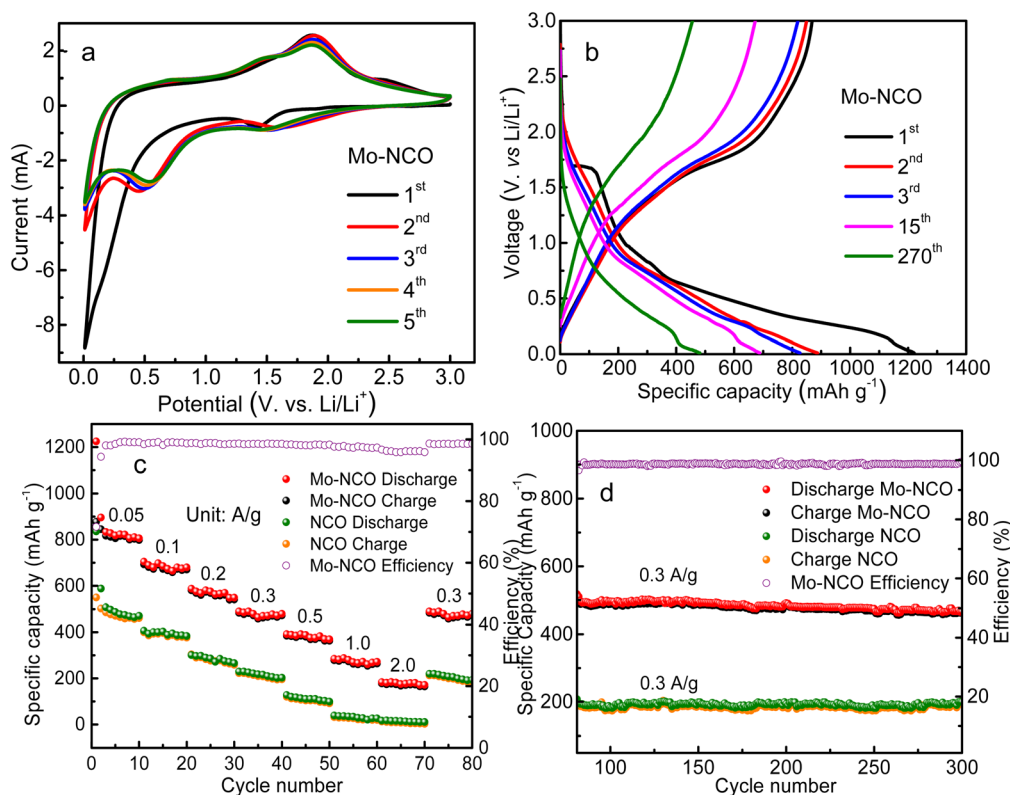 a
Mo-NCO
1st
2nd
3rd
4th
5th
Current (mA)
2
0
-2
-4
-6
-8
0.0 0.5 1.0 1.5 2.0 2.5 3.0
Potential (V. vs. Li/Li+)
b
Mo-NCO
1st
2nd
3rd
15th
270th
Voltage (V. vs Li/Li+)
3.0
2.5
2.0
1.5
1.0
0.5
0.0
0 200 400 600 800 1000 1200 1400
Specific capacity (mAh g-1)
c
Mo-NCO Discharge
Mo-NCO Charge
NCO Discharge
NCO Charge
Mo-NCO Efficiency
Unit: A/g
0.05
0.1
0.2
0.3
0.5
1.0
2.0
0.3
Specific capacity (mAh g-1)
1200
1000
800
600
400
200
0
Efficiency (%)
100
80
60
40
20
0
0 10 20 30 40 50 60 70 80
Cycle number
d
Discharge Mo-NCO
Charge Mo-NCO
Discharge NCO
Charge NCO
Mo-NCO Efficiency
0.3 A/g
0.3 A/g
Specific Capacity (mAh g-1)
1000
900
800
700
600
500
400
300
200
100
Efficiency (%)
100
80
60
40
20
0
100 150 200 250 300
Cycle number